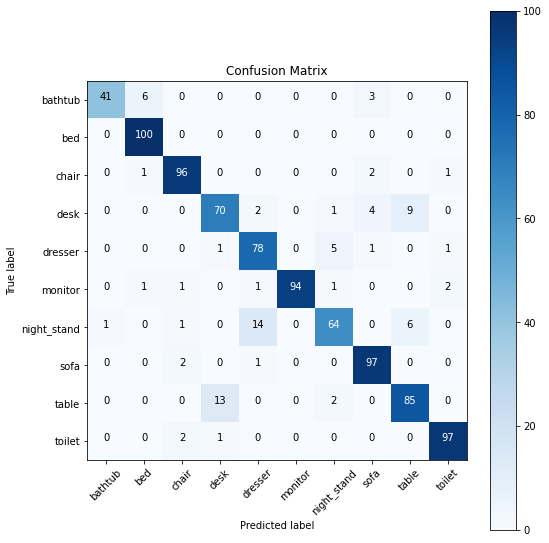 Confusion Matrix
bathtub 41 6 0 0 0 0 0 3 0 0
bed 0 100 0 0 0 0 0 0 0 0
chair 0 1 96 0 0 0 0 2 0 1
desk 0 0 0 70 2 0 1 4 9 0
dresser 0 0 0 1 78 0 5 1 0 1
monitor 0 1 1 0 1 94 1 0 0 2
night_stand 1 0 1 0 14 0 64 0 6 0
sofa 0 0 2 0 1 0 0 97 0 0
table 0 0 0 13 0 0 2 0 85 0
toilet 0 0 2 1 0 0 0 0 0 97
bathtub bed chair desk dresser monitor night_stand sofa table toilet
Predicted label
True label
100
80
60
40
20
0